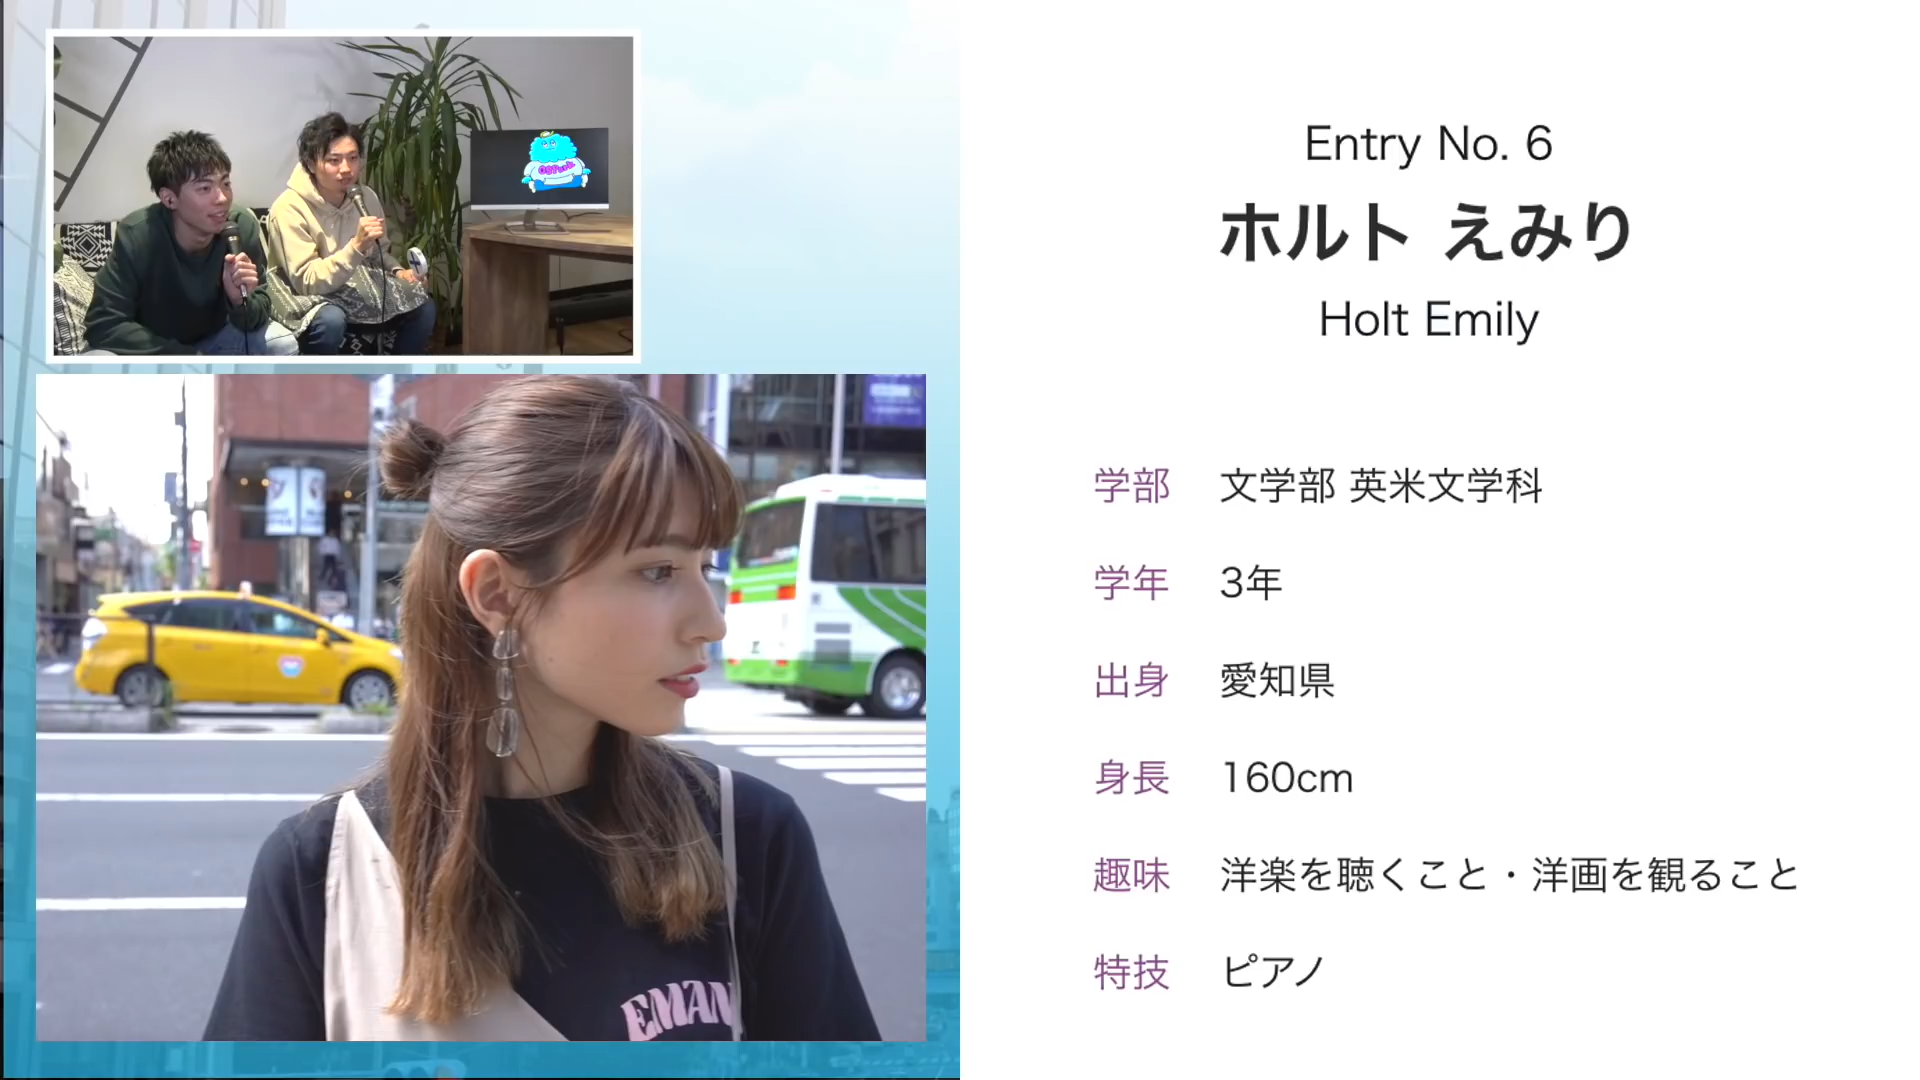 Entry No. 6
ホルト えみり
Holt Emily
学部 文学部 英米文学科
学年 3年
出身 愛知県
身長 160cm
趣味 洋楽を聴くこと・洋画を観ること
特技 ピアノ
EMAN